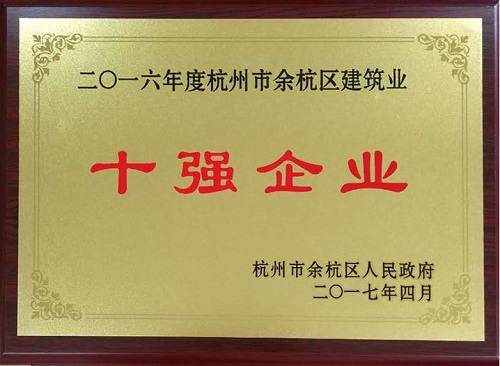 二〇一六年度杭州市余杭区建筑业
十强企业
杭州市余杭区人民政府
二〇一七年四月